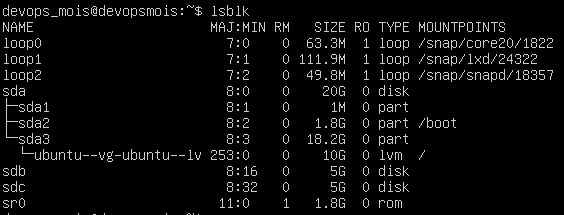 devops_mois@devopsmois:~$ lsblk
NAME                      MAJ:MIN RM   SIZE RO TYPE MOUNTPOINTS
loop0                       7:0    0  63.3M  1 loop /snap/core20/1822
loop1                       7:1    0 111.9M  1 loop /snap/lxd/24322
loop2                       7:2    0  49.8M  1 loop /snap/snapd/18357
sda                         8:0    0    20G  0 disk
├─sda1                      8:1    0     1M  0 part
├─sda2                      8:2    0   1.8G  0 part /boot
└─sda3                      8:3    0  18.2G  0 part
  └─ubuntu--vg-ubuntu--lv 253:0    0    10G  0 lvm  /
sdb                         8:16   0     5G  0 disk
sdc                         8:32   0     5G  0 disk
sr0                        11:0    1   1.8G  0 rom